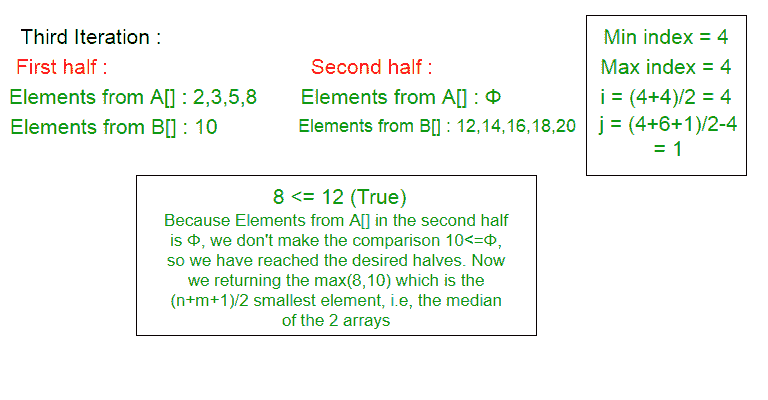 Third Iteration :
First half :
Second half :
Elements from A[] : 2,3,5,8
Elements from A[] : Φ
Elements from B[] : 10
Elements from B[] : 12,14,16,18,20
Min index = 4
Max index = 4
i = (4+4)/2 = 4
j = (4+6+1)/2-4
= 1
8 <= 12 (True)
Because Elements from A[] in the second half
is Φ, we don't make the comparison 10<=Φ,
so we have reached the desired halves. Now
we returning the max(8,10) which is the
(n+m+1)/2 smallest element, i.e, the median
of the 2 arrays